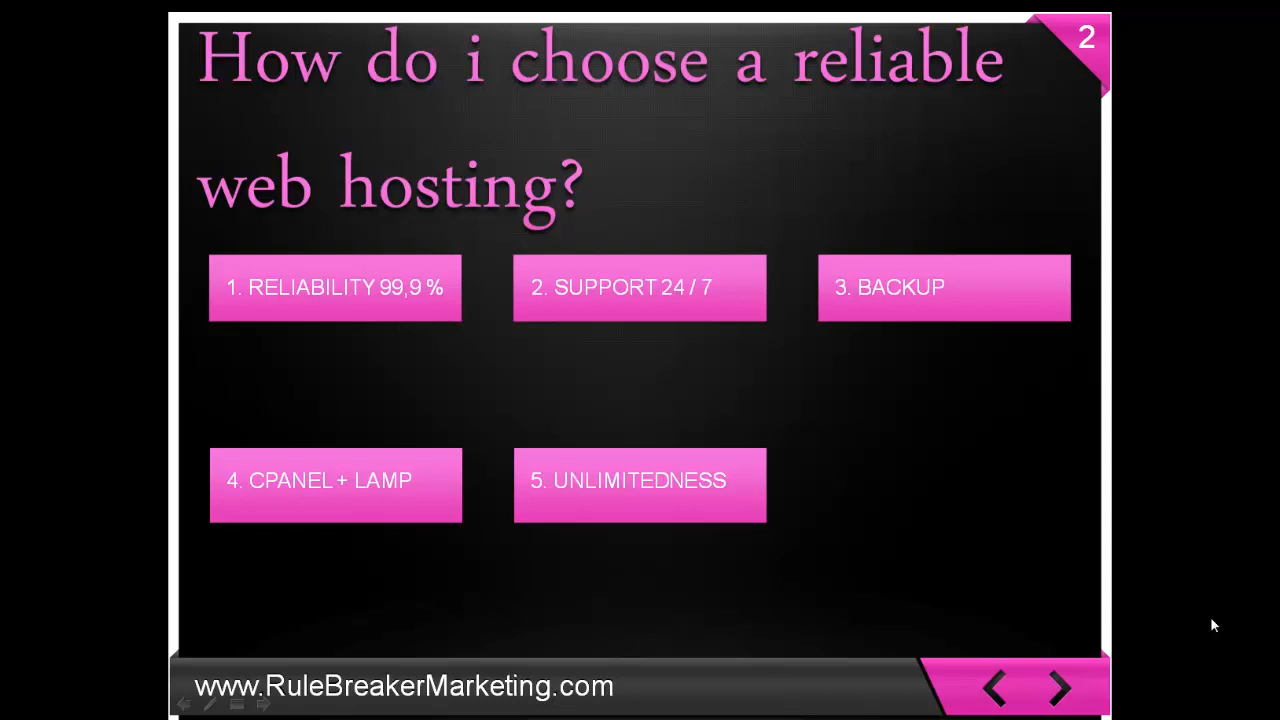 How do i choose a reliable
2
web hosting?
1. RELIABILITY 99,9 %
2. SUPPORT 24 / 7
3. BACKUP
4. CPANEL + LAMP
5. UNLIMITEDNESS
www.RuleBreakerMarketing.com